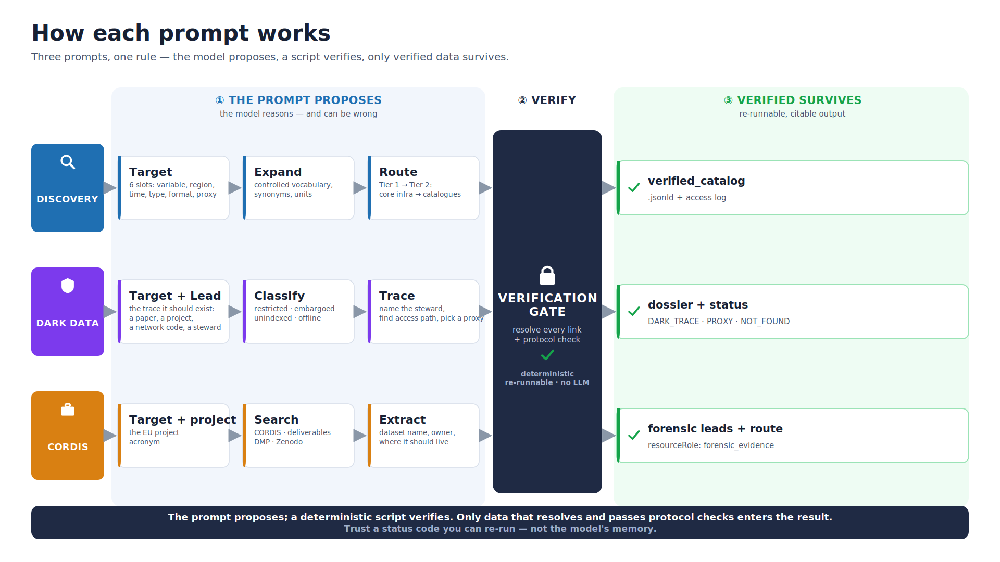 How each prompt works
Three prompts, one rule — the model proposes, a script verifies, only verified data survives.
① THE PROMPT PROPOSES
the model reasons — and can be wrong
② VERIFY
③ VERIFIED SURVIVES
re-runnable, citable output
DISCOVERY
Target
6 slots: variable, region,
time, type, format, proxy
Expand
controlled vocabulary,
synonyms, units
Route
Tier 1 → Tier 2:
core infra → catalogues
verified_catalog
.jsonld + access log
DARK DATA
Target + Lead
the trace it should exist:
a paper, a project,
a network code, a steward
Classify
restricted · embargoed
unindexed · offline
Trace
name the steward,
find access path, pick a proxy
VERIFICATION
GATE
resolve every link
+ protocol check
deterministic
re-runnable · no LLM
dossier + status
DARK_TRACE · PROXY · NOT_FOUND
CORDIS
Target + project
the EU project
acronym
Search
CORDIS · deliverables
DMP · Zenodo
Extract
dataset name, owner,
where it should live
forensic leads + route
resourceRole: forensic_evidence
The prompt proposes; a deterministic script verifies. Only data that resolves and passes protocol checks enters the result.
Trust a status code you can re-run — not the model's memory.